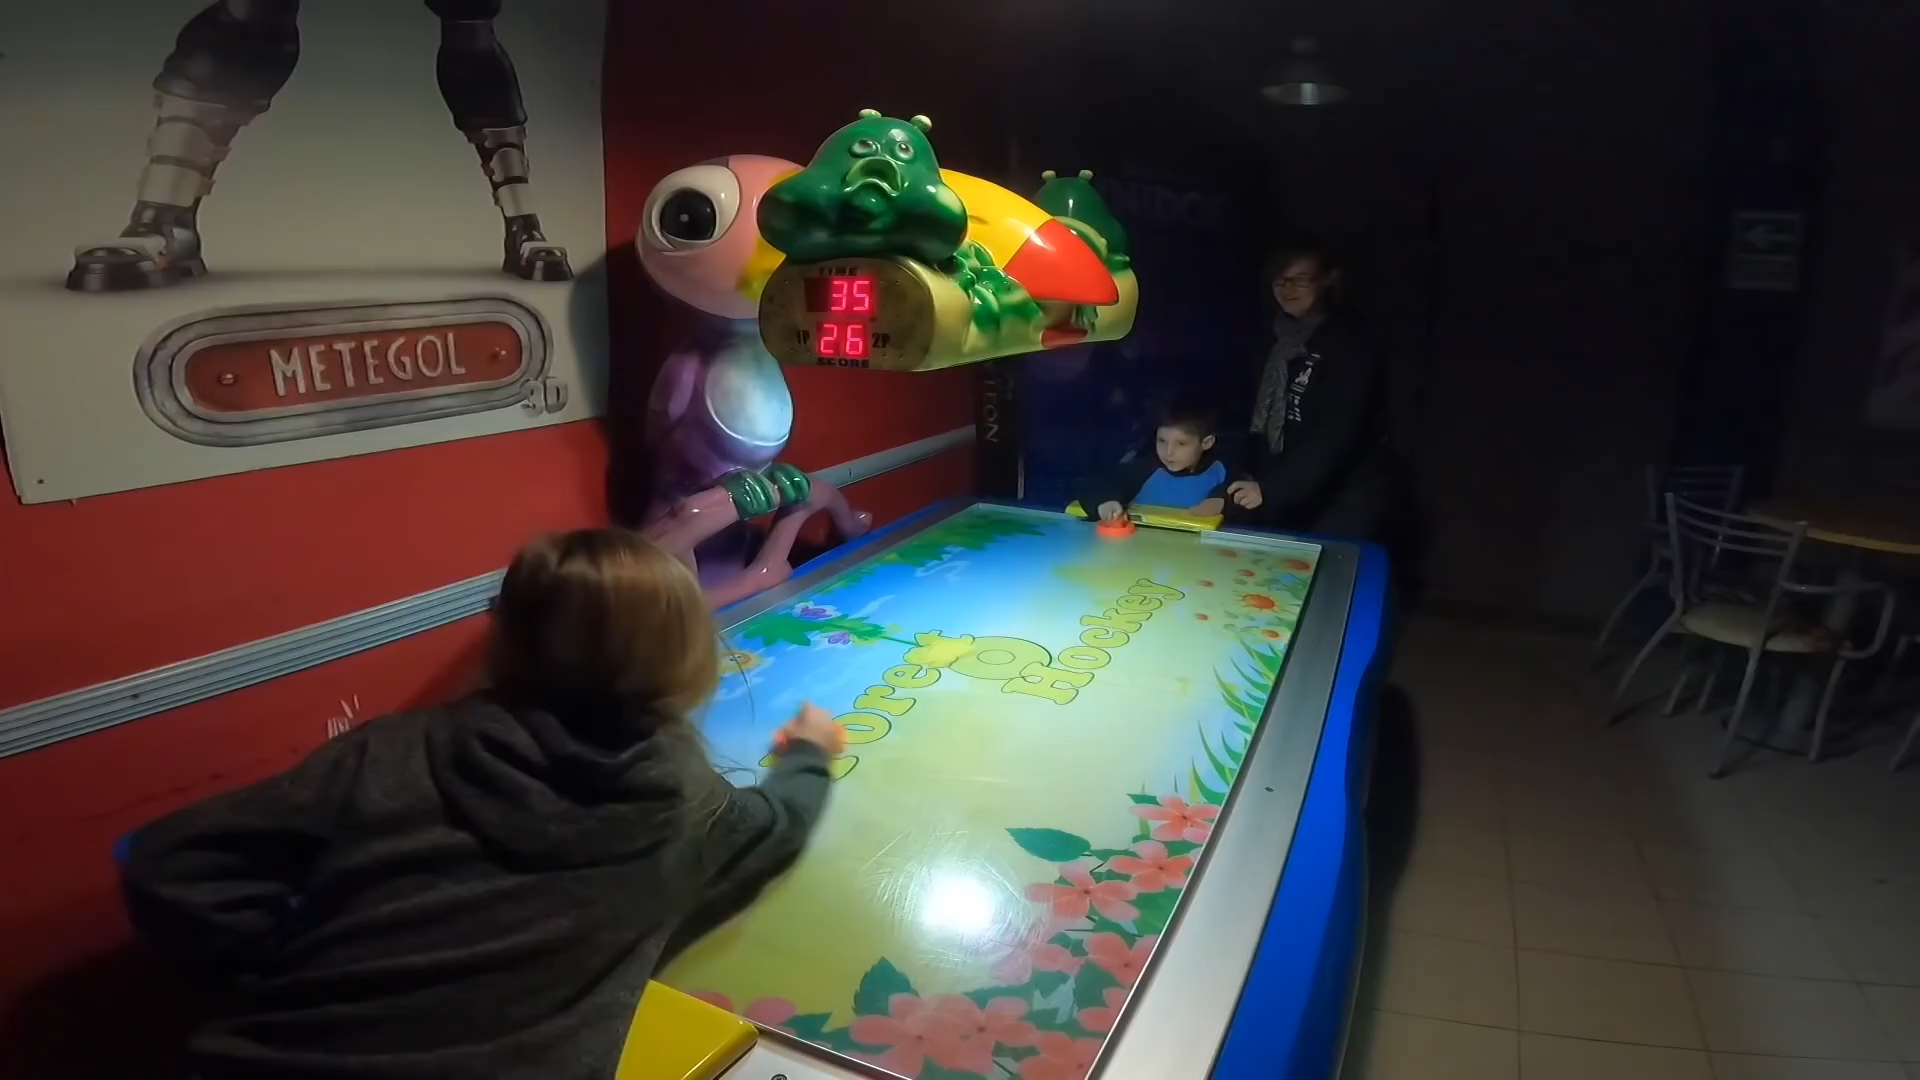 METEGOL
3D
TIME
35
1P 26 2P
SCORE
Forest
Hockey